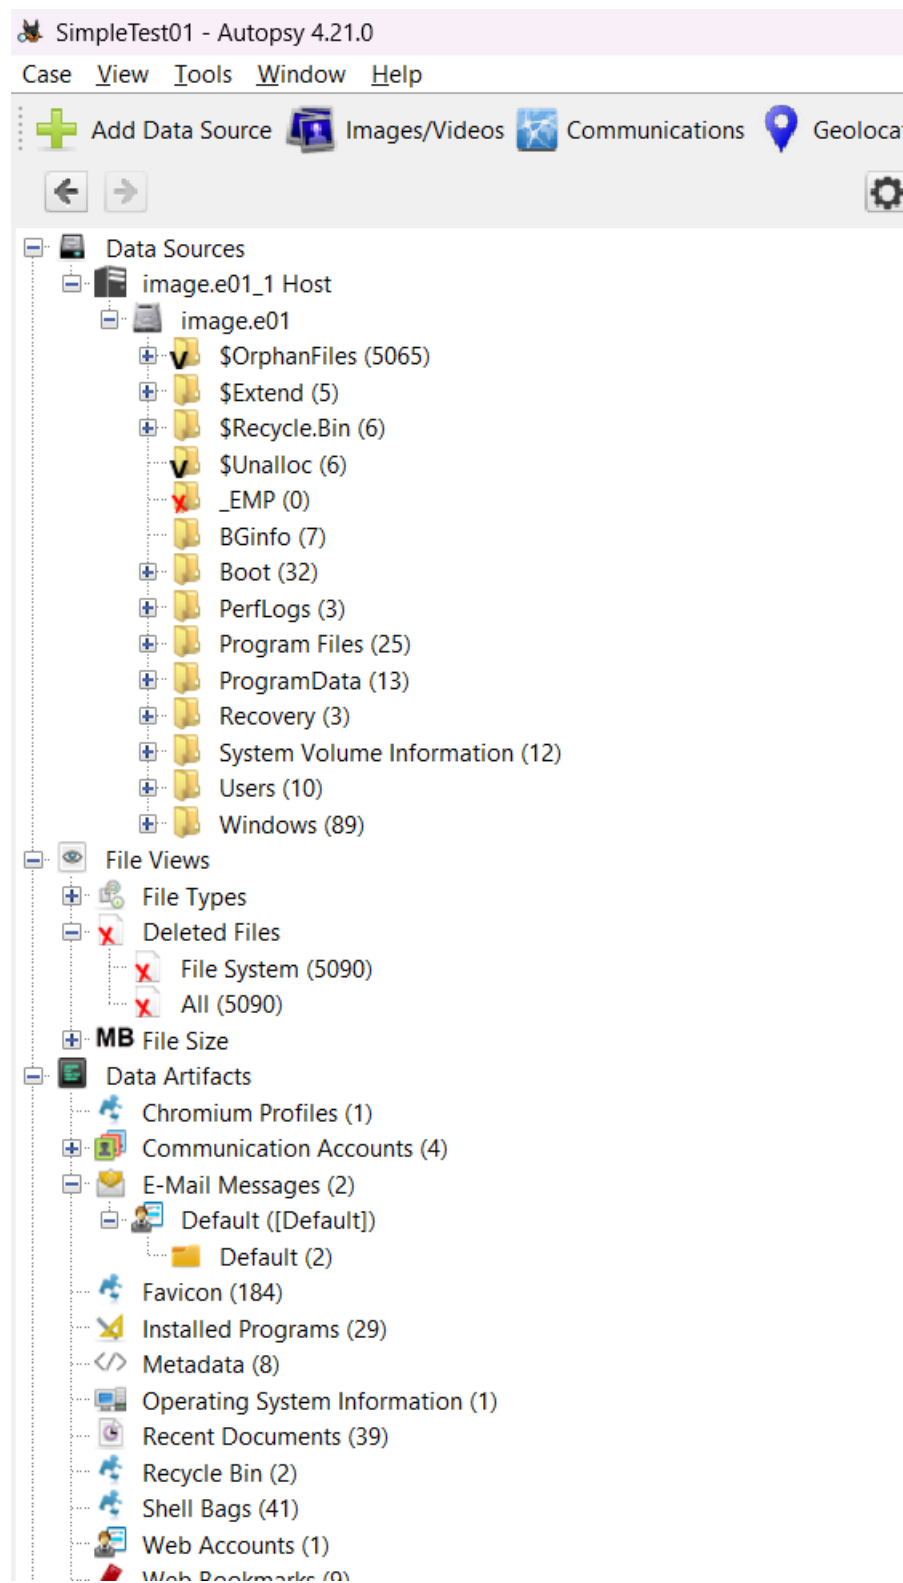 SimpleTest01 - Autopsy 4.21.0
Case View Tools Window Help
Add Data Source Images/Videos Communications Geoloca
Data Sources
image.e01_1 Host
image.e01
$OrphanFiles (5065)
$Extend (5)
$Recycle.Bin (6)
$Unalloc (6)
_EMP (0)
BGinfo (7)
Boot (32)
PerfLogs (3)
Program Files (25)
ProgramData (13)
Recovery (3)
System Volume Information (12)
Users (10)
Windows (89)
File Views
File Types
Deleted Files
File System (5090)
All (5090)
MB File Size
Data Artifacts
Chromium Profiles (1)
Communication Accounts (4)
E-Mail Messages (2)
Default ([Default])
Default (2)
Favicon (184)
Installed Programs (29)
Metadata (8)
Operating System Information (1)
Recent Documents (39)
Recycle Bin (2)
Shell Bags (41)
Web Accounts (1)
Web Bookmarks (9)